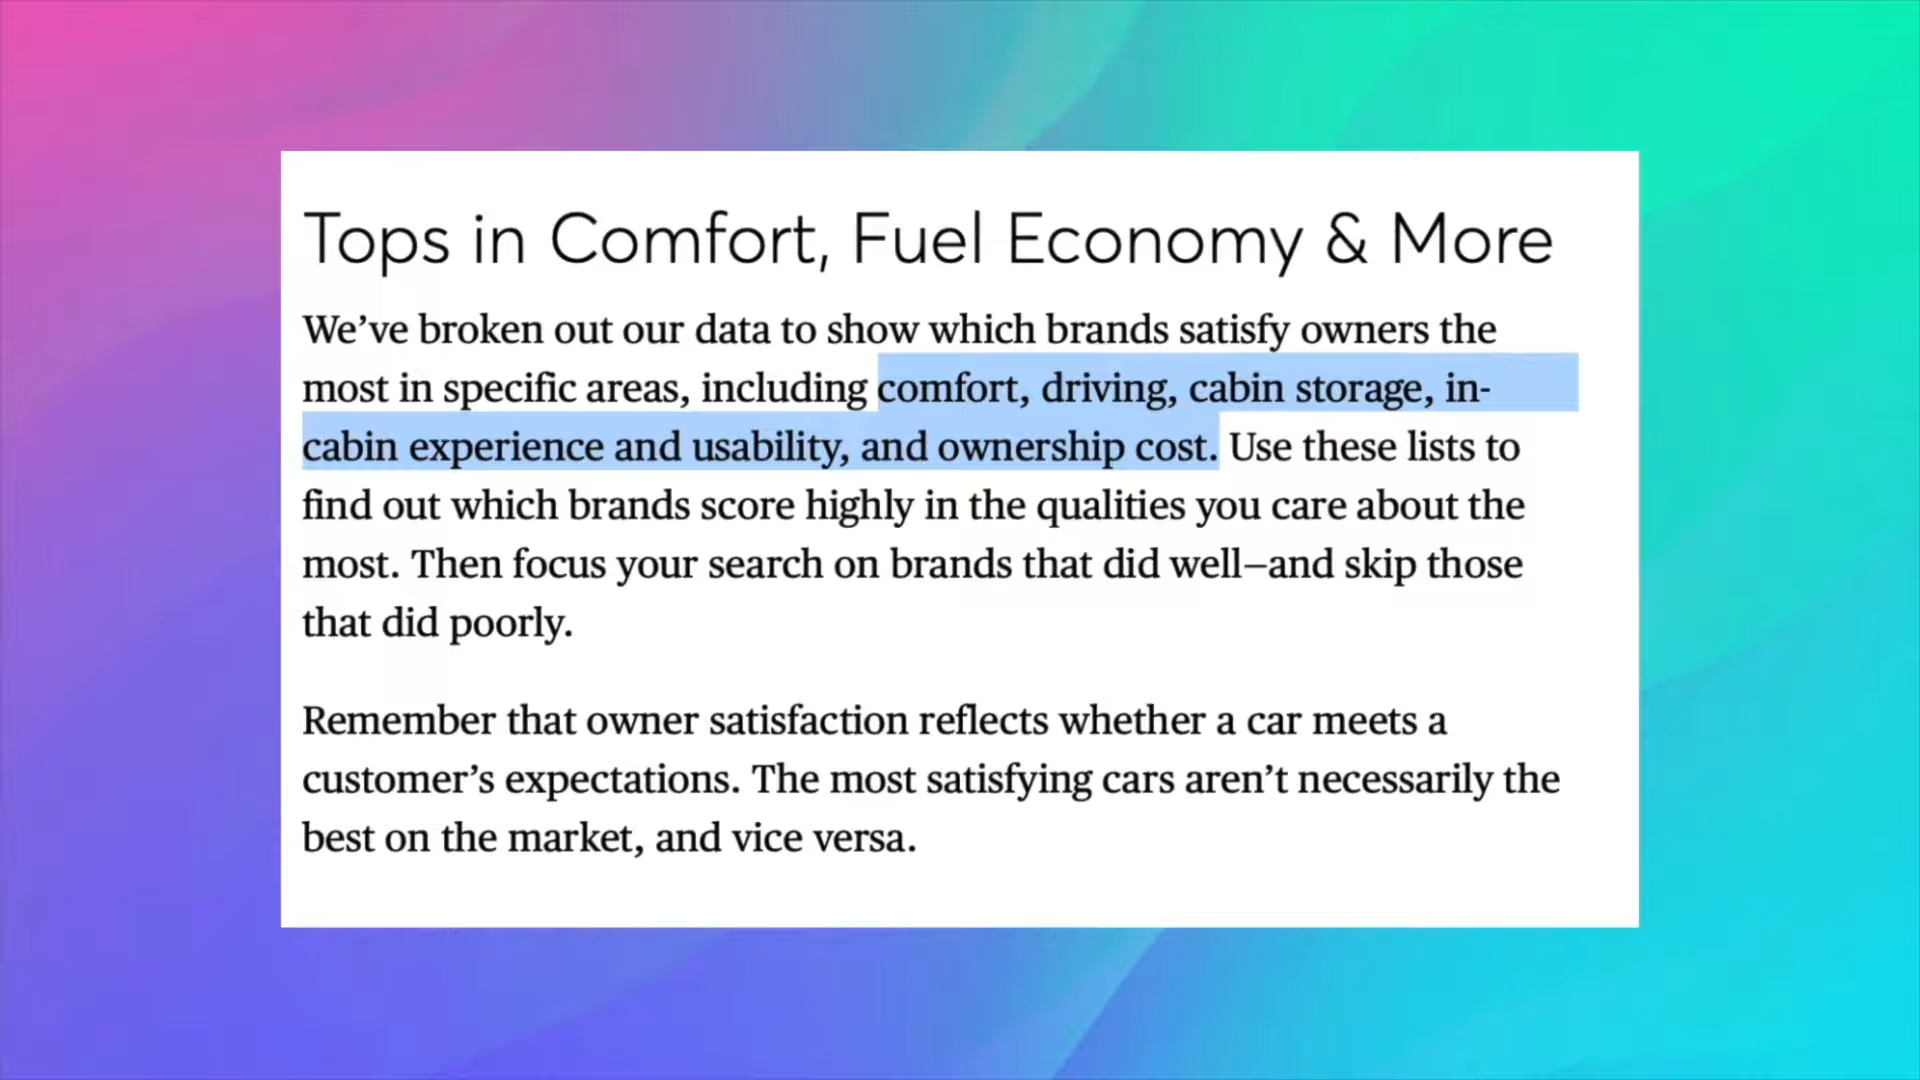 Tops in Comfort, Fuel Economy & More
We’ve broken out our data to show which brands satisfy owners the
most in specific areas, including comfort, driving, cabin storage, in-
cabin experience and usability, and ownership cost. Use these lists to
find out which brands score highly in the qualities you care about the
most. Then focus your search on brands that did well—and skip those
that did poorly.
Remember that owner satisfaction reflects whether a car meets a
customer’s expectations. The most satisfying cars aren’t necessarily the
best on the market, and vice versa.